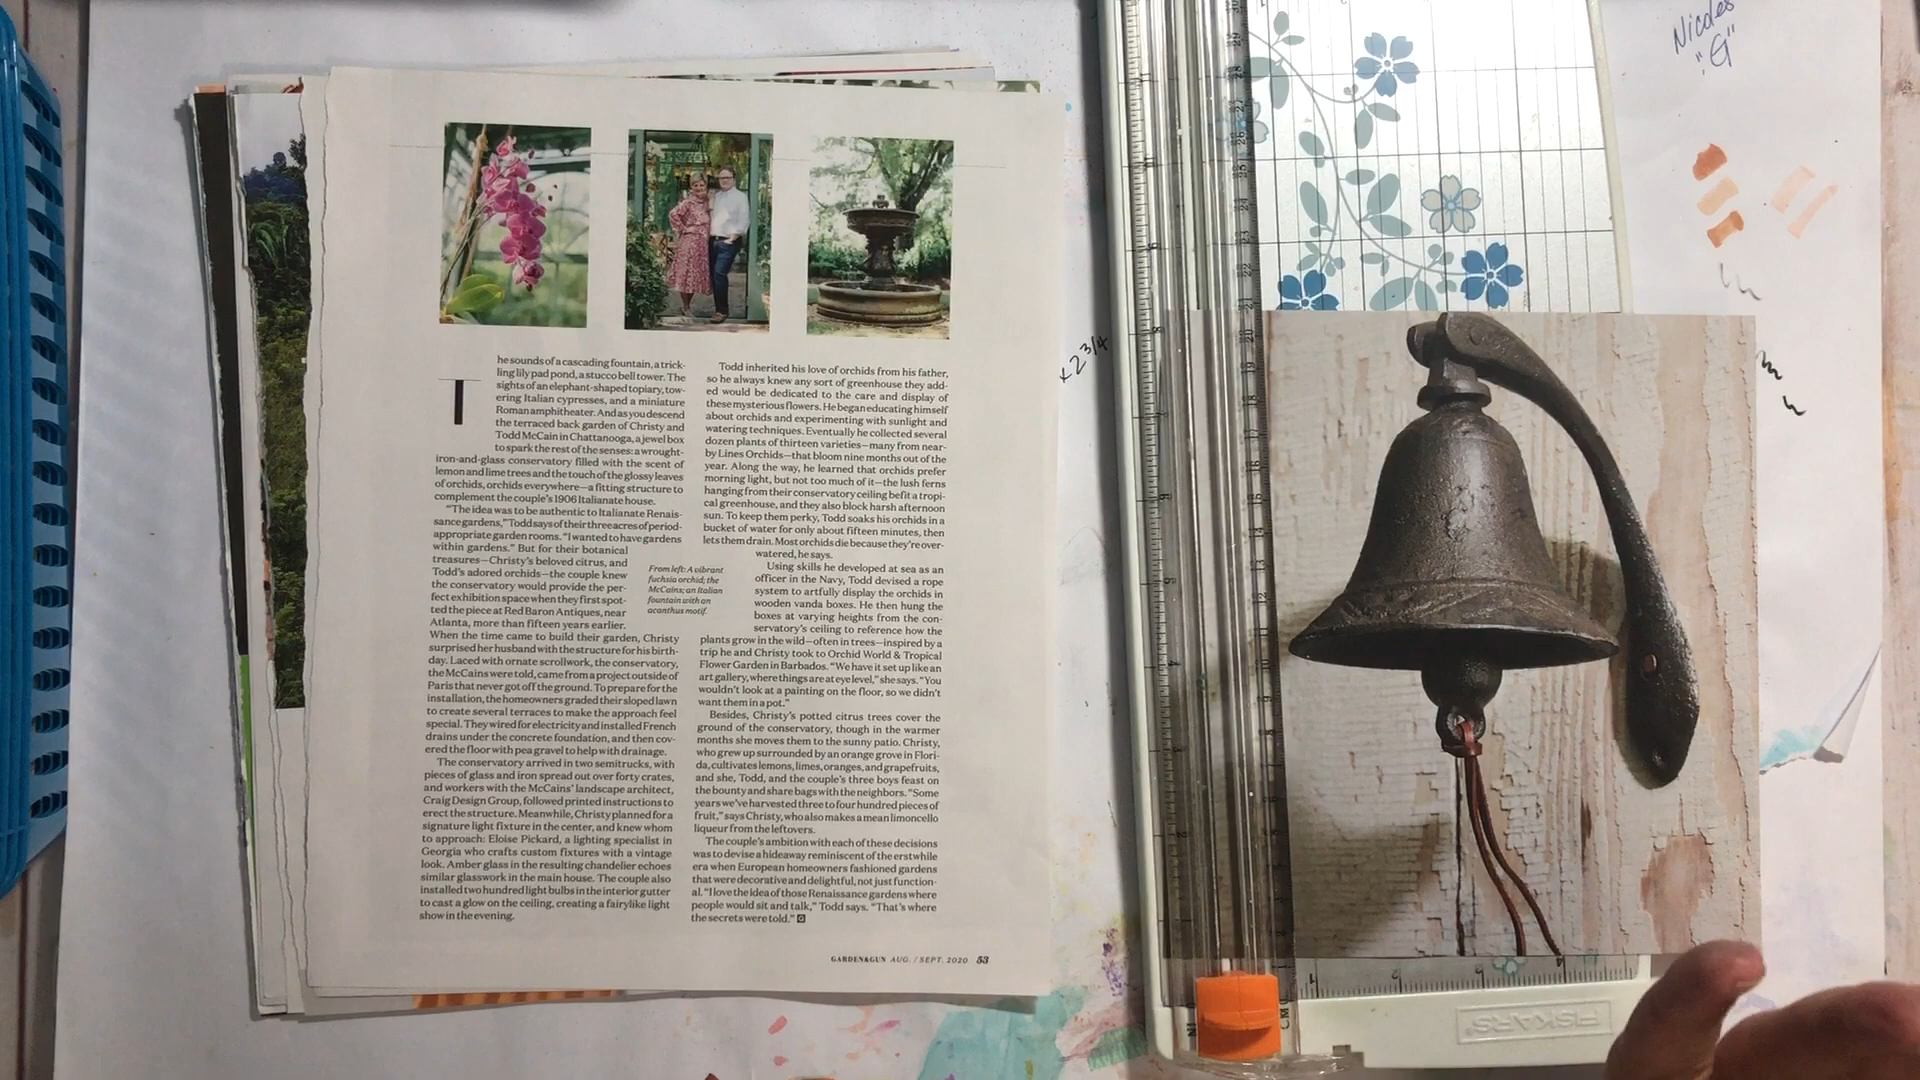 The sounds of a cascading fountain, a trick-
ling lily pad pond, a stucco bell tower. The
sights of an elephant-shaped topiary, tow-
ering Italian cypresses, and a miniature
Roman amphitheater. And as you descend
the terraced back garden of Christy and
Todd McCain in Chattanooga, a jewel box
to spark the rest of the senses: a wrought-
iron-and-glass conservatory filled with the scent of
lemon and lime trees and the touch of the glossy leaves
of orchids, orchids everywhere—a fitting structure to
complement the couple's 1906 Italianate house.
"The idea was to be authentic to Italianate Renais-
sance gardens," Todd says of their three acres of period-
appropriate garden rooms. "I wanted to have gardens
within gardens." But for their botanical
treasures—Christy's beloved citrus, and
Todd's adored orchids—the couple knew
the conservatory would provide the per-
fect exhibition space when they first spot-
ted the piece at Red Baron Antiques, near
Atlanta, more than fifteen years earlier.
When the time came to build their garden, Christy
surprised her husband with the structure for his birth-
day. Laced with ornate scrollwork, the conservatory,
the McCains were told, came from a project outside of
Paris that never got off the ground. To prepare for the
installation, the homeowners graded their sloped lawn
to create several terraces to make the approach feel
special. They wired for electricity and installed French
drains under the concrete foundation, and then cov-
ered the floor with pea gravel to help with drainage.
The conservatory arrived in two semitrucks, with
pieces of glass and iron spread out over forty crates,
and workers with the McCains' landscape architect,
Craig Design Group, followed printed instructions to
erect the structure. Meanwhile, Christy planned for a
signature light fixture in the center, and knew whom
to approach: Eloise Pickard, a lighting specialist in
Georgia who crafts custom fixtures with a vintage
look. Amber glass in the resulting chandelier echoes
similar glasswork in the main house. The couple also
installed two hundred light bulbs in the interior gutter
to cast a glow on the ceiling, creating a fairylike light
show in the evening.
From left: A vibrant
fuchsia orchid; the
McCains; an Italian
fountain with an
acanthus motif.
Todd inherited his love of orchids from his father,
so he always knew any sort of greenhouse they add-
ed would be dedicated to the care and display of
these mysterious flowers. He began educating himself
about orchids and experimenting with sunlight and
watering techniques. Eventually he collected several
dozen plants of thirteen varieties—many from near-
by Lines Orchids—that bloom nine months out of the
year. Along the way, he learned that orchids prefer
morning light, but not too much of it—the lush ferns
hanging from their conservatory ceiling befit a tropi-
cal greenhouse, and they also block harsh afternoon
sun. To keep them perky, Todd soaks his orchids in a
bucket of water for only about fifteen minutes, then
lets them drain. Most orchids die because they're over-
watered, he says.
Using skills he developed at sea as an
officer in the Navy, Todd devised a rope
system to artfully display the orchids in
wooden vanda boxes. He then hung the
boxes at varying heights from the con-
servatory's ceiling to reference how the
plants grow in the wild—often in trees—inspired by a
trip he and Christy took to Orchid World & Tropical
Flower Garden in Barbados. "We have it set up like an
art gallery, where things are at eye level," she says. "You
wouldn't look at a painting on the floor, so we didn't
want them in a pot."
Besides, Christy's potted citrus trees cover the
ground of the conservatory, though in the warmer
months she moves them to the sunny patio. Christy,
who grew up surrounded by an orange grove in Flori-
da, cultivates lemons, limes, oranges, and grapefruits,
and she, Todd, and the couple's three boys feast on
the bounty and share bags with the neighbors. "Some
years we've harvested three to four hundred pieces of
fruit," says Christy, who also makes a mean limoncello
liqueur from the leftovers.
The couple's ambition with each of these decisions
was to devise a hideaway reminiscent of the erstwhile
era when European homeowners fashioned gardens
that were decorative and delightful, not just function-
al. "I love the idea of those Renaissance gardens where
people would sit and talk," Todd says. "That's where
the secrets were told." G
GARDEN&GUN AUG. / SEPT. 2020 53
x 2 3/4
Nicoles
"G"
FISKARS